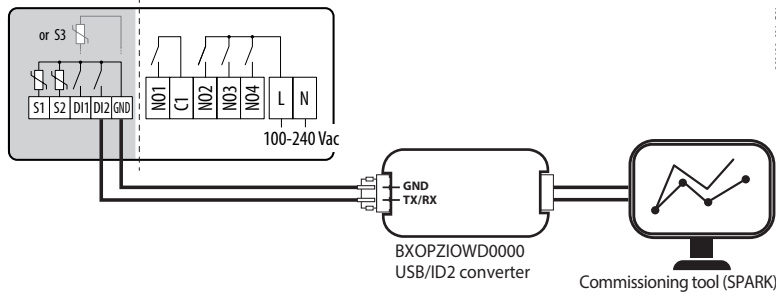 or S3
S1 S2 DI1 DI2 GND
NO1 C1 NO2 NO3 NO4 L N
100-240 Vac
GND
TX/RX
BXOPZIOWD0000
USB/ID2 converter
Commissioning tool (SPARK)